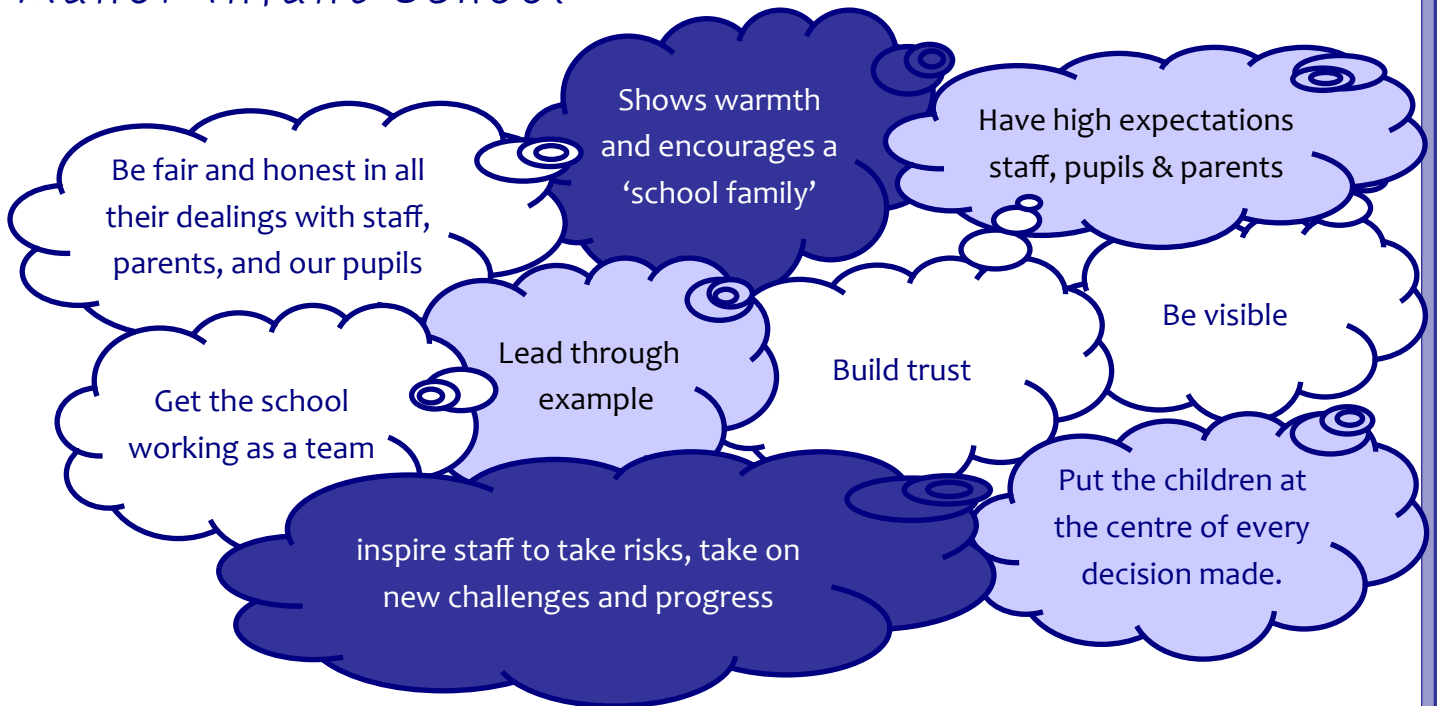 Manor Infant School
Be fair and honest in all
their dealings with staff,
parents, and our pupils
Shows warmth
and encourages a
‘school family’
Have high expectations
staff, pupils & parents
Get the school
working as a team
Lead through
example
Build trust
Be visible
inspire staff to take risks, take on
new challenges and progress
Put the children at
the centre of every
decision made.